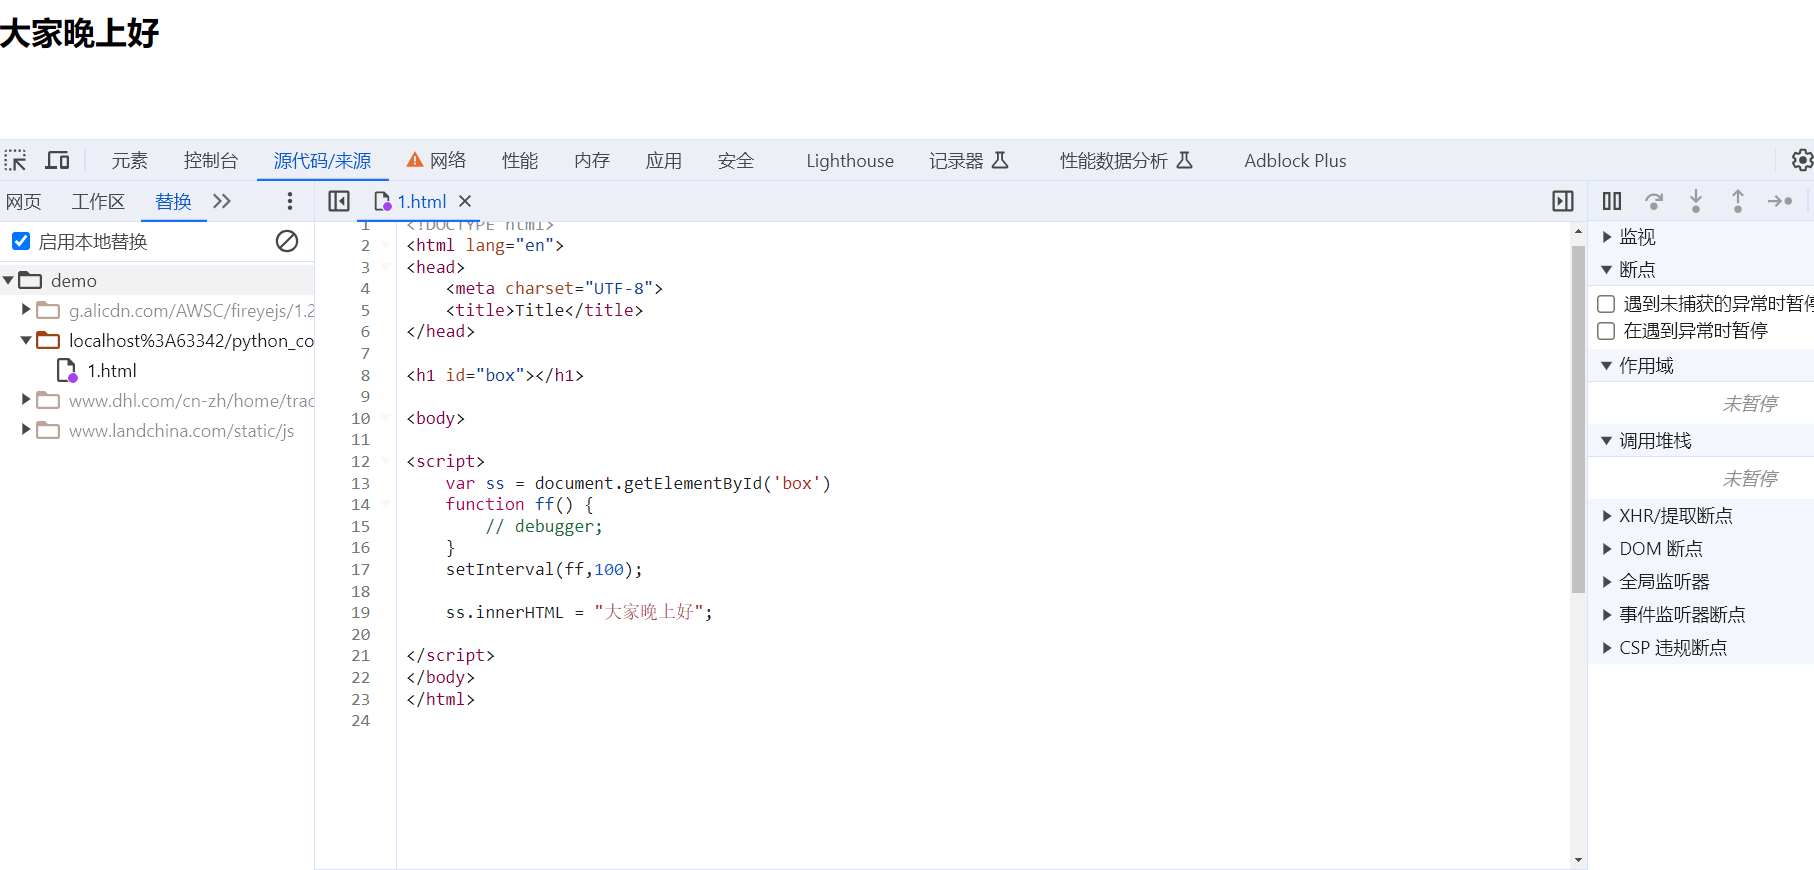 大家晚上好
元素 控制台 源代码/来源 网络 性能 内存 应用 安全 Lighthouse 记录器 性能数据分析 Adblock Plus
网页 工作区 替换 1.html
启用本地替换
demo
g.alicdn.com/AWSC/fireyejs/1.2
localhost%3A63342/python_co
1.html
www.dhl.com/cn-zh/home/trac
www.landchina.com/static/js
1 <!DOCTYPE html>
2 <html lang="en">
3 <head>
4 <meta charset="UTF-8">
5 <title>Title</title>
6 </head>
7
8 <h1 id="box"></h1>
9
10 <body>
11
12 <script>
13 var ss = document.getElementById('box')
14 function ff() {
15 // debugger;
16 }
17 setInterval(ff,100);
18
19 ss.innerHTML = "大家晚上好";
20
21 </script>
22 </body>
23 </html>
24
监视
断点
遇到未捕获的异常时暂停
在遇到异常时暂停
作用域
未暂停
调用堆栈
未暂停
XHR/提取断点
DOM 断点
全局监听器
事件监听器断点
CSP 违规断点